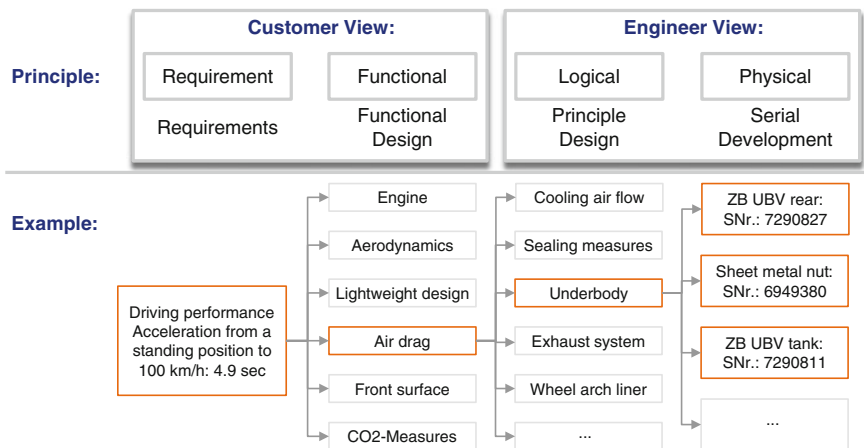 Customer View:
Engineer View:
Principle:
Requirement
Functional
Logical
Physical
Requirements
Functional
Design
Principle
Design
Serial
Development
Example:
Driving performance
Acceleration from a
standing position to
100 km/h: 4.9 sec
Engine
Aerodynamics
Lightweight design
Air drag
Front surface
CO2-Measures
Cooling air flow
Sealing measures
Underbody
Exhaust system
Wheel arch liner
...
ZB UBV rear:
SNr.: 7290827
Sheet metal nut:
SNr.: 6949380
ZB UBV tank:
SNr.: 7290811
...